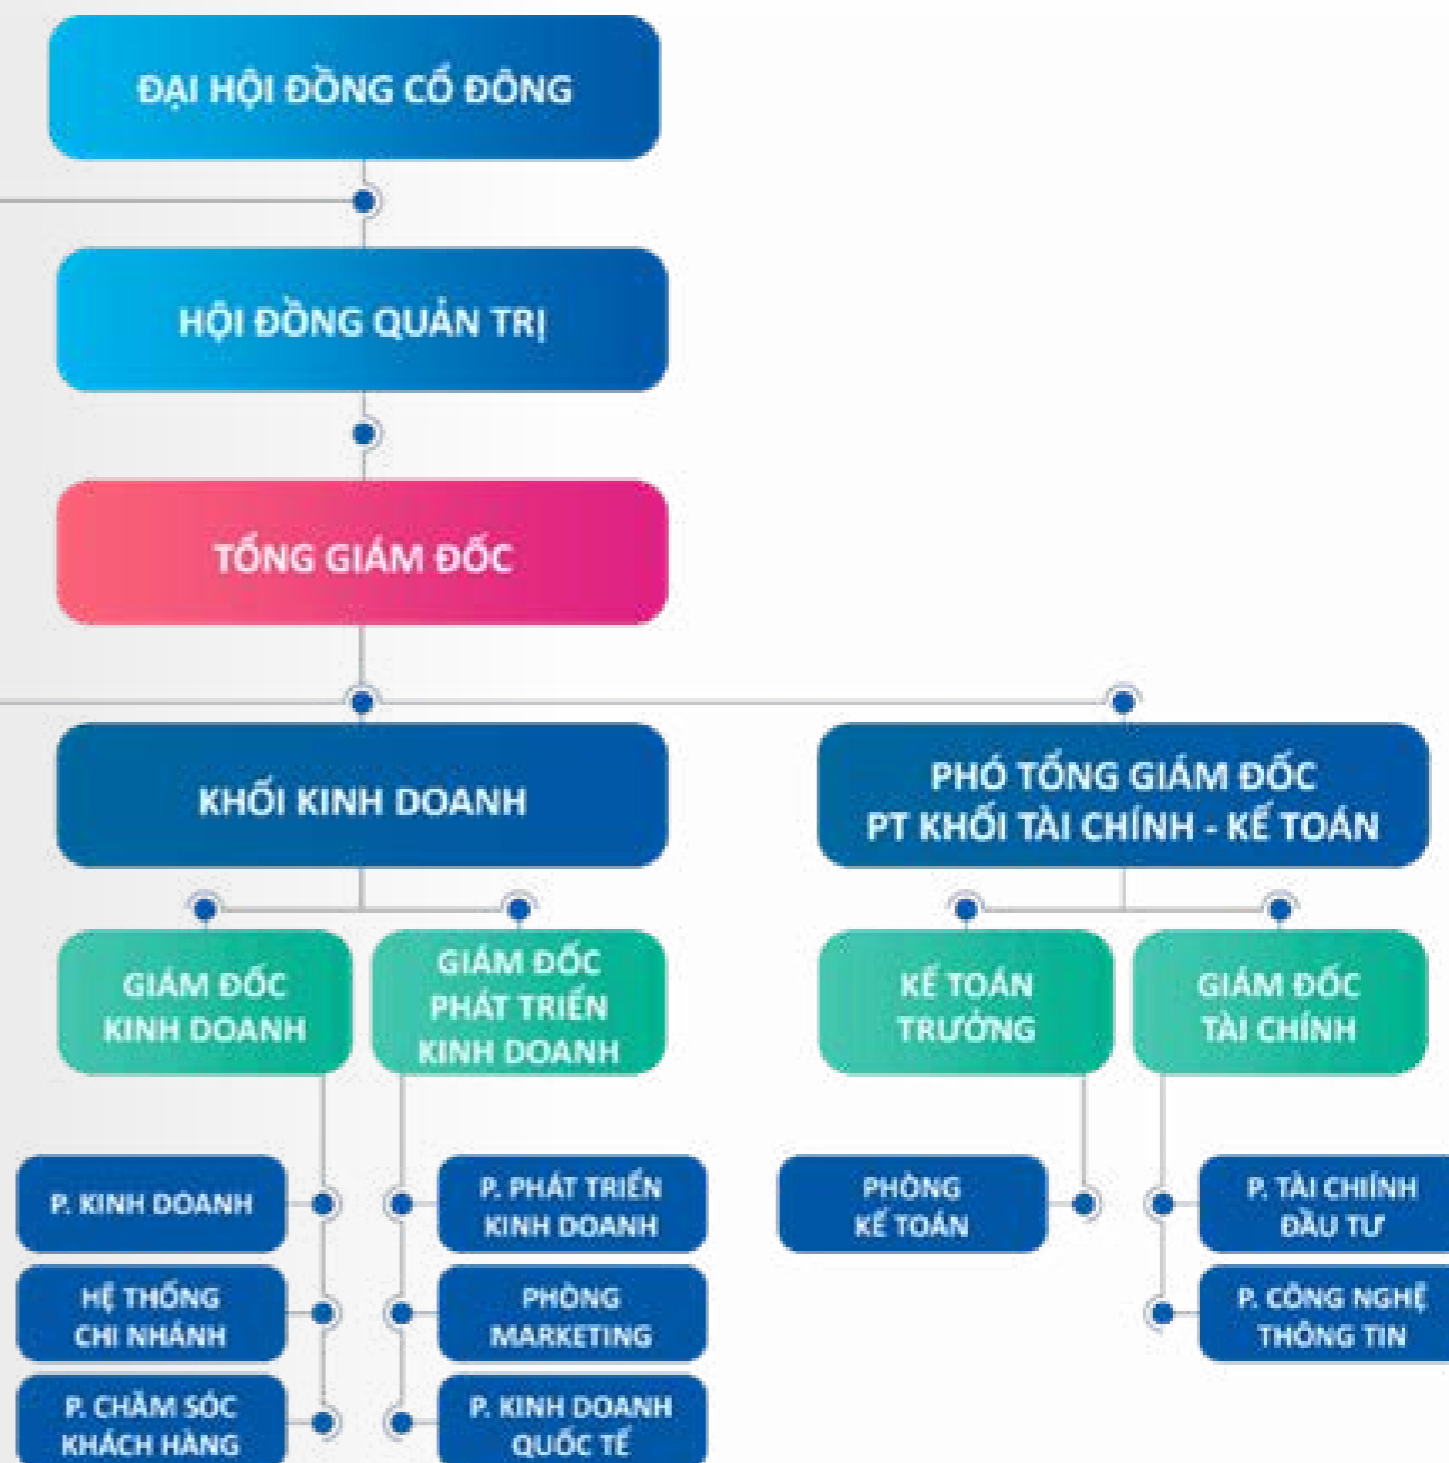 ĐẠI HỘI ĐỒNG CỔ ĐÔNG
HỘI ĐỒNG QUẢN TRỊ
TỔNG GIÁM ĐỐC
KHỐI KINH DOANH
PHÓ TỔNG GIÁM ĐỐC
PT KHỐI TÀI CHÍNH - KẾ TOÁN
GIÁM ĐỐC
KINH DOANH
GIÁM ĐỐC
PHÁT TRIỂN
KINH DOANH
KẾ TOÁN
TRƯỞNG
GIÁM ĐỐC
TÀI CHÍNH
P. KINH DOANH
HỆ THỐNG
CHI NHÁNH
P. CHĂM SÓC
KHÁCH HÀNG
P. PHÁT TRIỂN
KINH DOANH
PHÒNG
MARKETING
P. KINH DOANH
QUỐC TẾ
PHÒNG
KẾ TOÁN
P. TÀI CHIÍNH
ĐẦU TƯ
P. CÔNG NGHỆ
THÔNG TIN